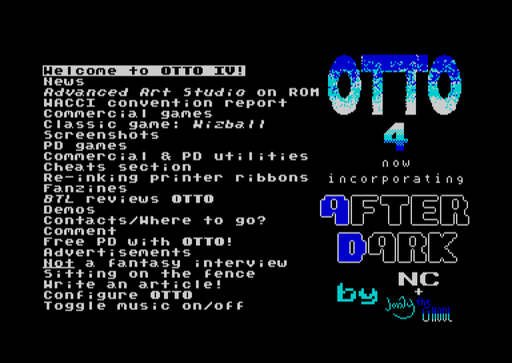 Welcome to OTTO IV!
News
Advanced Art Studio on ROM
WACCI convention report
Commercial games
Classic game: Wizball
Screenshots
PD games
Commercial & PD utilities
Cheats section
Re-inking printer ribbons
Fanzines
BTL reviews OTTO
Demos
Contacts/Where to go?
Comment
Free PD with OTTO!
Advertisements
Not a fantasy interview
Sitting on the fence
Write an article!
Configure OTTO
Toggle music on/off
OTTO
4
now
incorporating
AFTER
DARK
by
NC
+
the